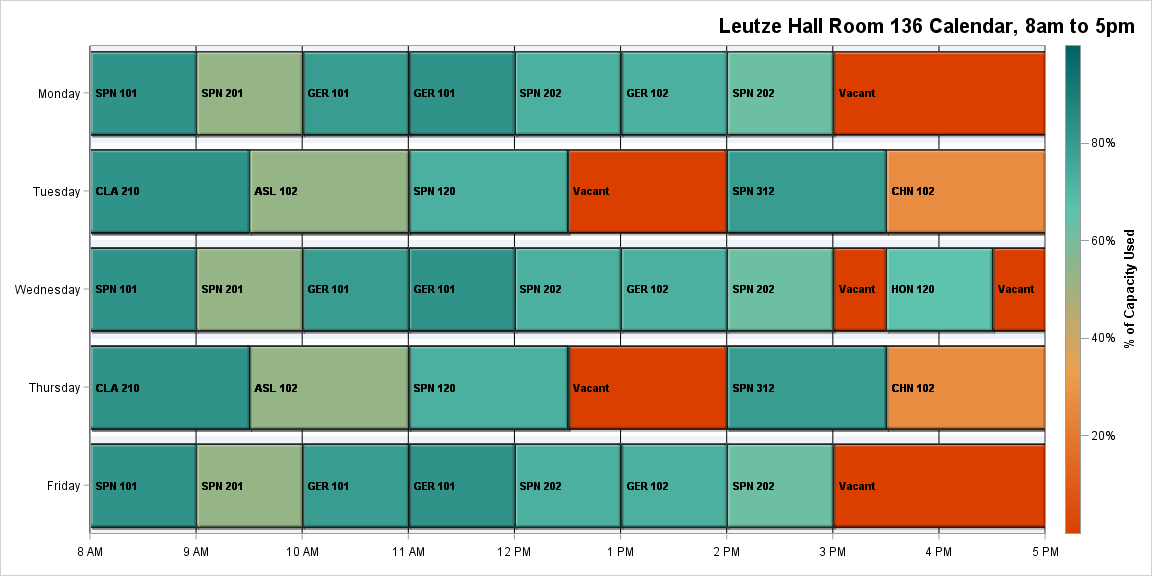 Leutze Hall Room 136 Calendar, 8am to 5pm
Monday
SPN 101
SPN 201
GER 101
GER 101
SPN 202
GER 102
SPN 202
Vacant
Tuesday
CLA 210
ASL 102
SPN 120
Vacant
SPN 312
CHN 102
Wednesday
SPN 101
SPN 201
GER 101
GER 101
SPN 202
GER 102
SPN 202
Vacant
HON 120
Vacant
Thursday
CLA 210
ASL 102
SPN 120
Vacant
SPN 312
CHN 102
Friday
SPN 101
SPN 201
GER 101
GER 101
SPN 202
GER 102
SPN 202
Vacant
8 AM
9 AM
10 AM
11 AM
12 PM
1 PM
2 PM
3 PM
4 PM
5 PM
80%
60%
40%
20%
% of Capacity Used